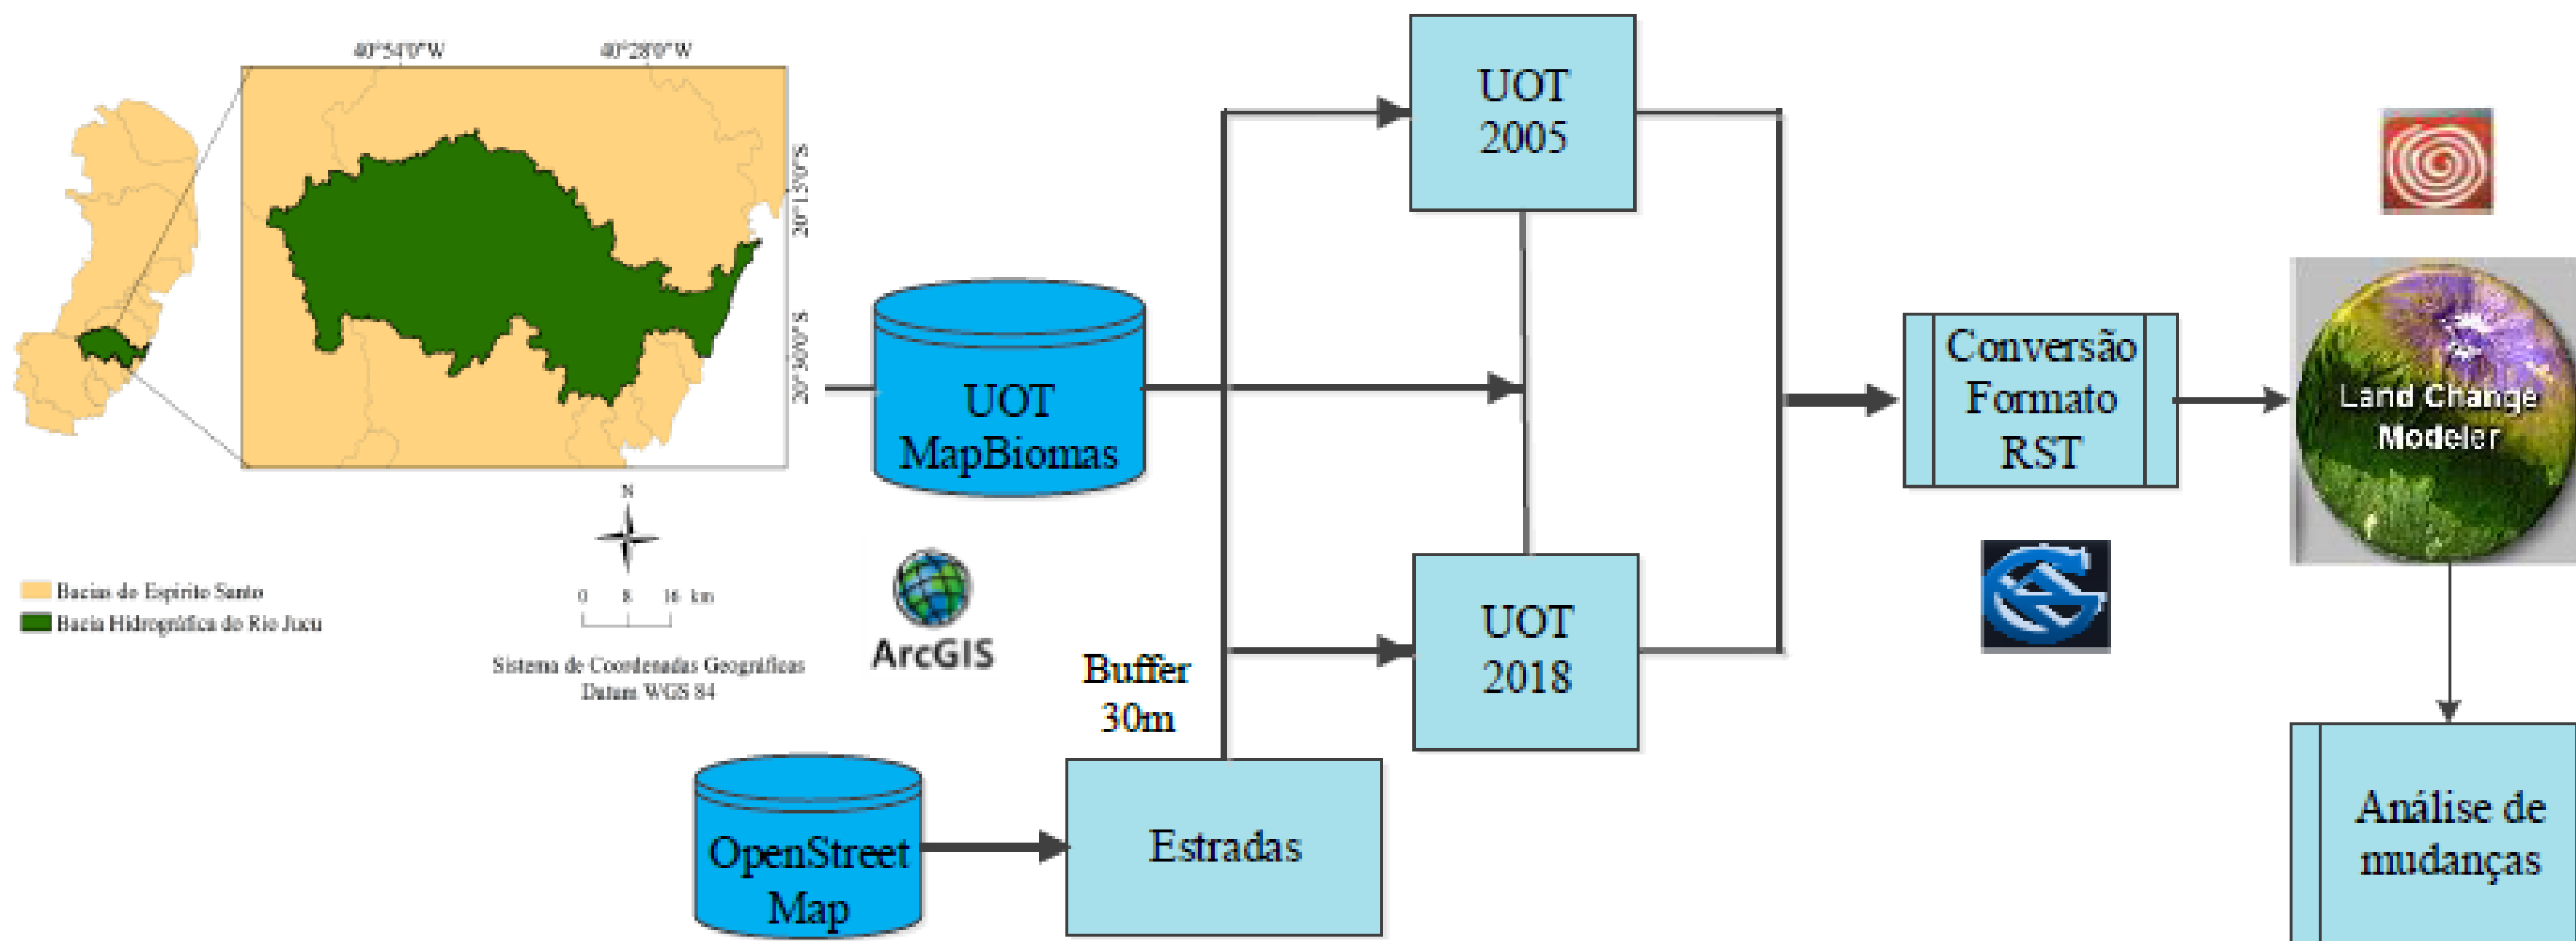 40°54'0"W
40°28'0"W
20°15'0"S
20°30'0"S
N
0 8 16 km
Bacias do Espírito Santo
Bacia Hidrográfica do Rio Jucu
Sistema de Coordenadas Geográficas
Datum WGS 84
ArcGIS
UOT
MapBiomas
OpenStreet
Map
Buffer
30m
Estradas
UOT
2005
UOT
2018
Conversão
Formato
RST
Land Change
Modeler
Análise de
mudanças